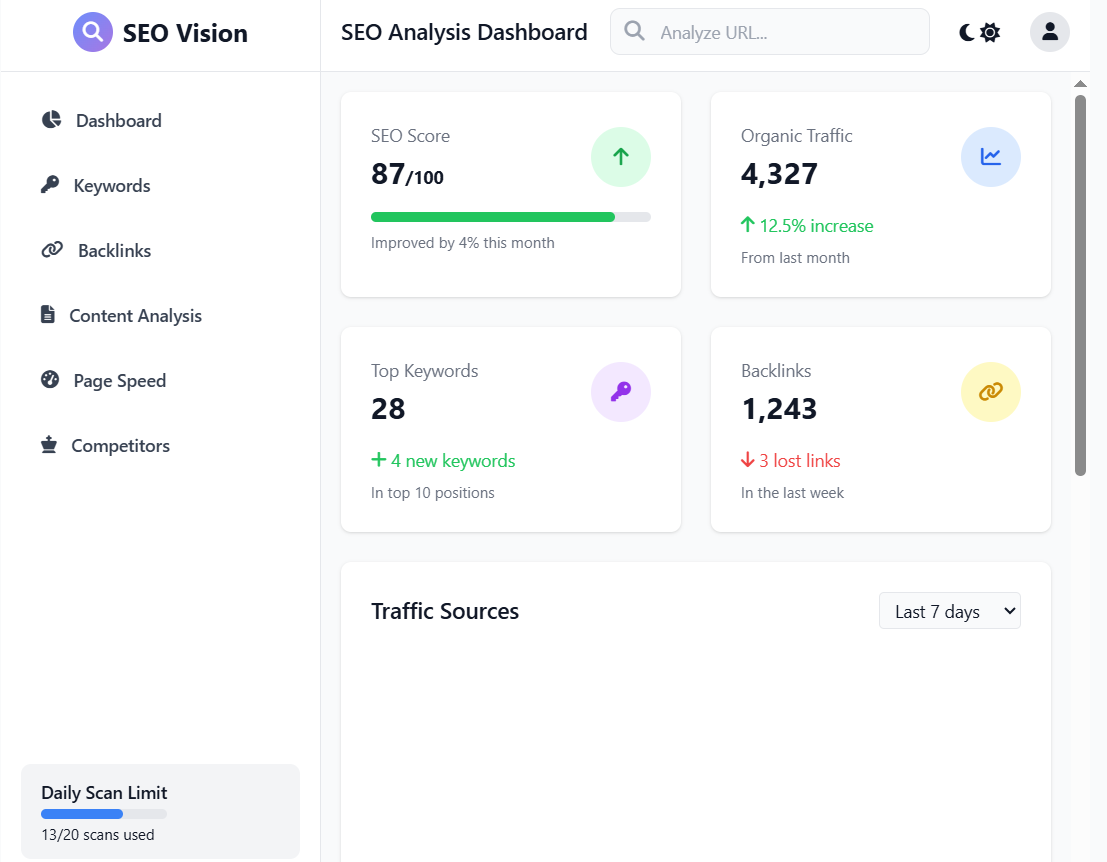 SEO Vision
Dashboard
Keywords
Backlinks
Content Analysis
Page Speed
Competitors
Daily Scan Limit
13/20 scans used
SEO Analysis Dashboard
Analyze URL...
SEO Score
87/100
Improved by 4% this month
Organic Traffic
4,327
12.5% increase
From last month
Top Keywords
28
4 new keywords
In top 10 positions
Backlinks
1,243
3 lost links
In the last week
Traffic Sources
Last 7 days